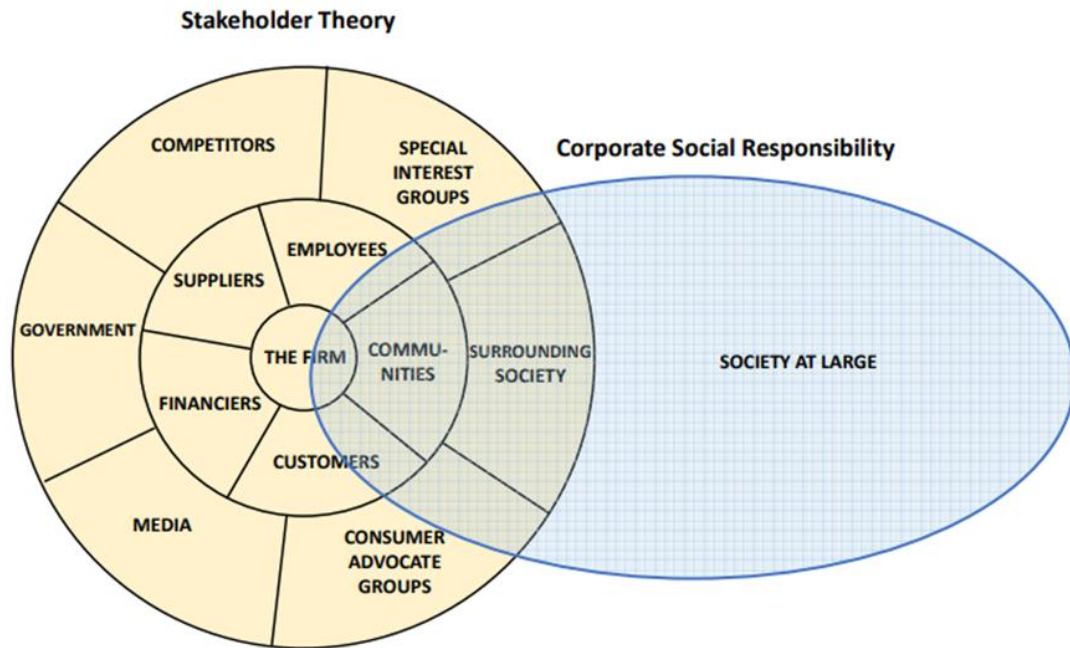 Stakeholder Theory
COMPETITORS
SPECIAL
INTEREST
GROUPS
Corporate Social Responsibility
EMPLOYEES
SUPPLIERS
GOVERNMENT
THE FIRM
COMMU-
NITIES
SURROUNDING
SOCIETY
SOCIETY AT LARGE
FINANCIERS
CUSTOMERS
MEDIA
CONSUMER
ADVOCATE
GROUPS